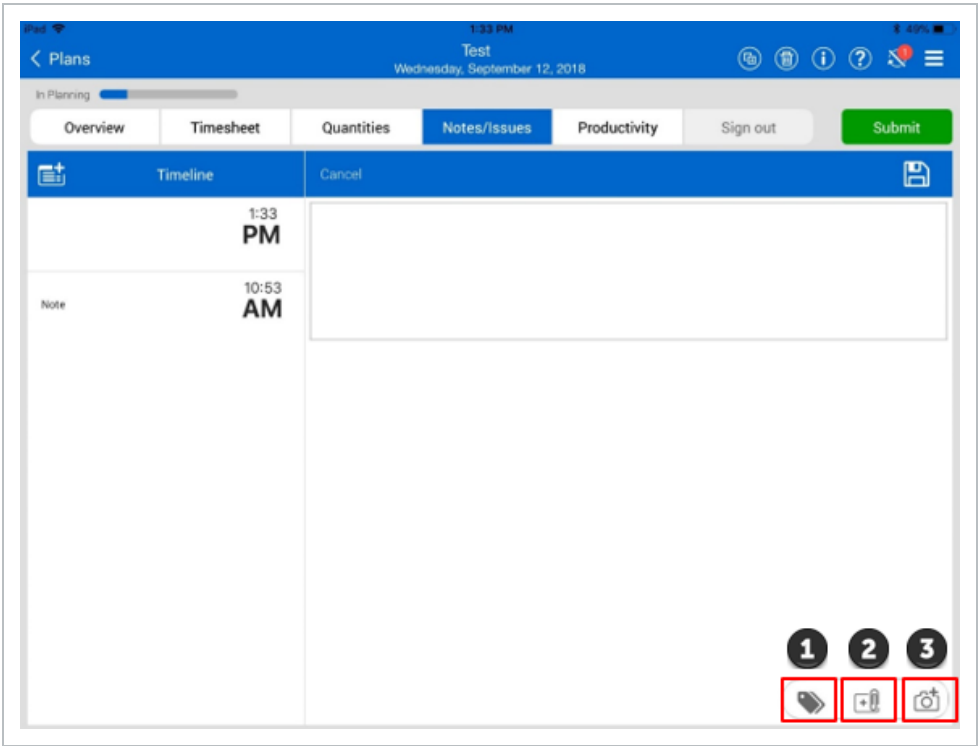 iPad 1:33 PM 49%
Plans Test
Wednesday, September 12, 2018
1
In Planning
Overview Timesheet Quantities Notes/Issues Productivity Sign out Submit
Timeline Cancel
1:33
PM
10:53
Note AM
1 2 3